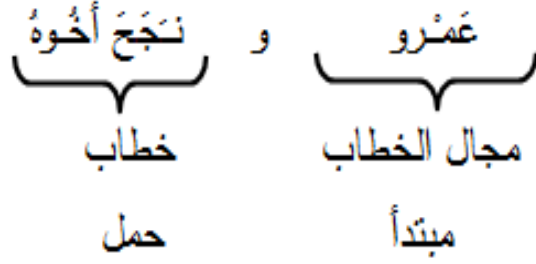 عَمْرو و نَجَحَ أخُوهُ
مجال الخطاب خطاب
مبتدأ حمل